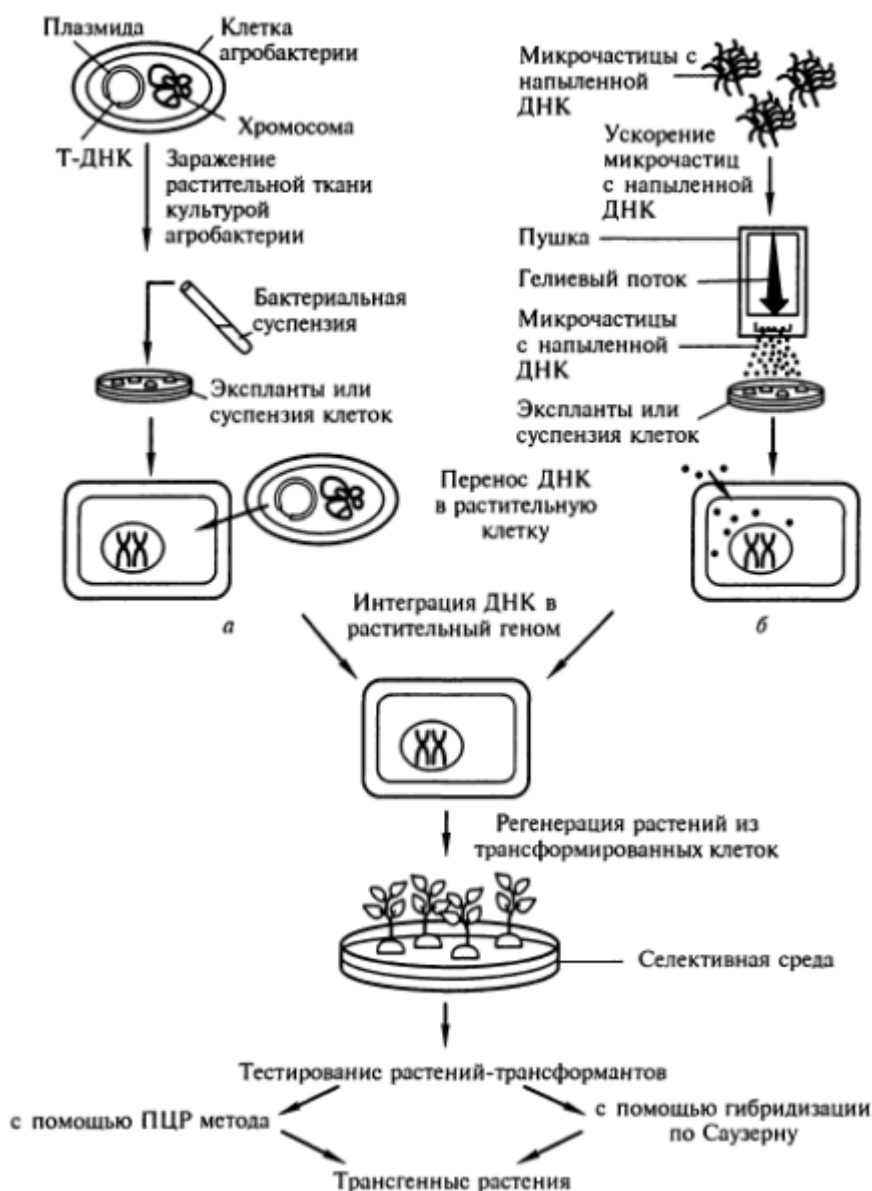 Плазмида
Клетка
агробактерии
Хромосома
Т-ДНК
Заражение
растительной ткани
культурой
агробактерии
Бактериальная
суспензия
Экспланты или
суспензия клеток
Микрочастицы с
напыленной
ДНК
Ускорение
микрочастиц
с напыленной
ДНК
Пушка
Гелиевый поток
Микрочастицы
с напыленной
ДНК
Экспланты или
суспензия клеток
Перенос ДНК
в растительную
клетку
а
б
Интеграция ДНК в
растительный геном
Регенерация растений из
трансформированных клеток
Селективная среда
Тестирование растений-трансформантов
с помощью ПЦР метода
с помощью гибридизации
по Саузерну
Трансгенные растения